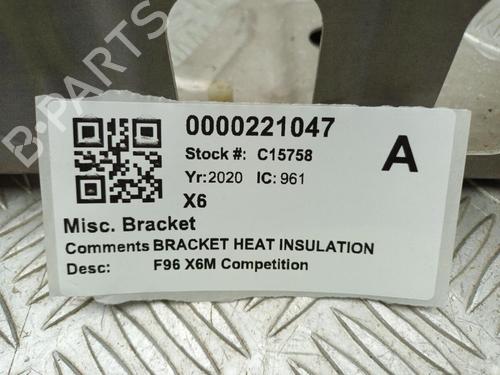 B-PARTS
0000221047
Stock #: C15758
A
Yr: 2020 IC: 961
X6
Misc. Bracket
Comments BRACKET HEAT INSULATION
Desc: F96 X6M Competition